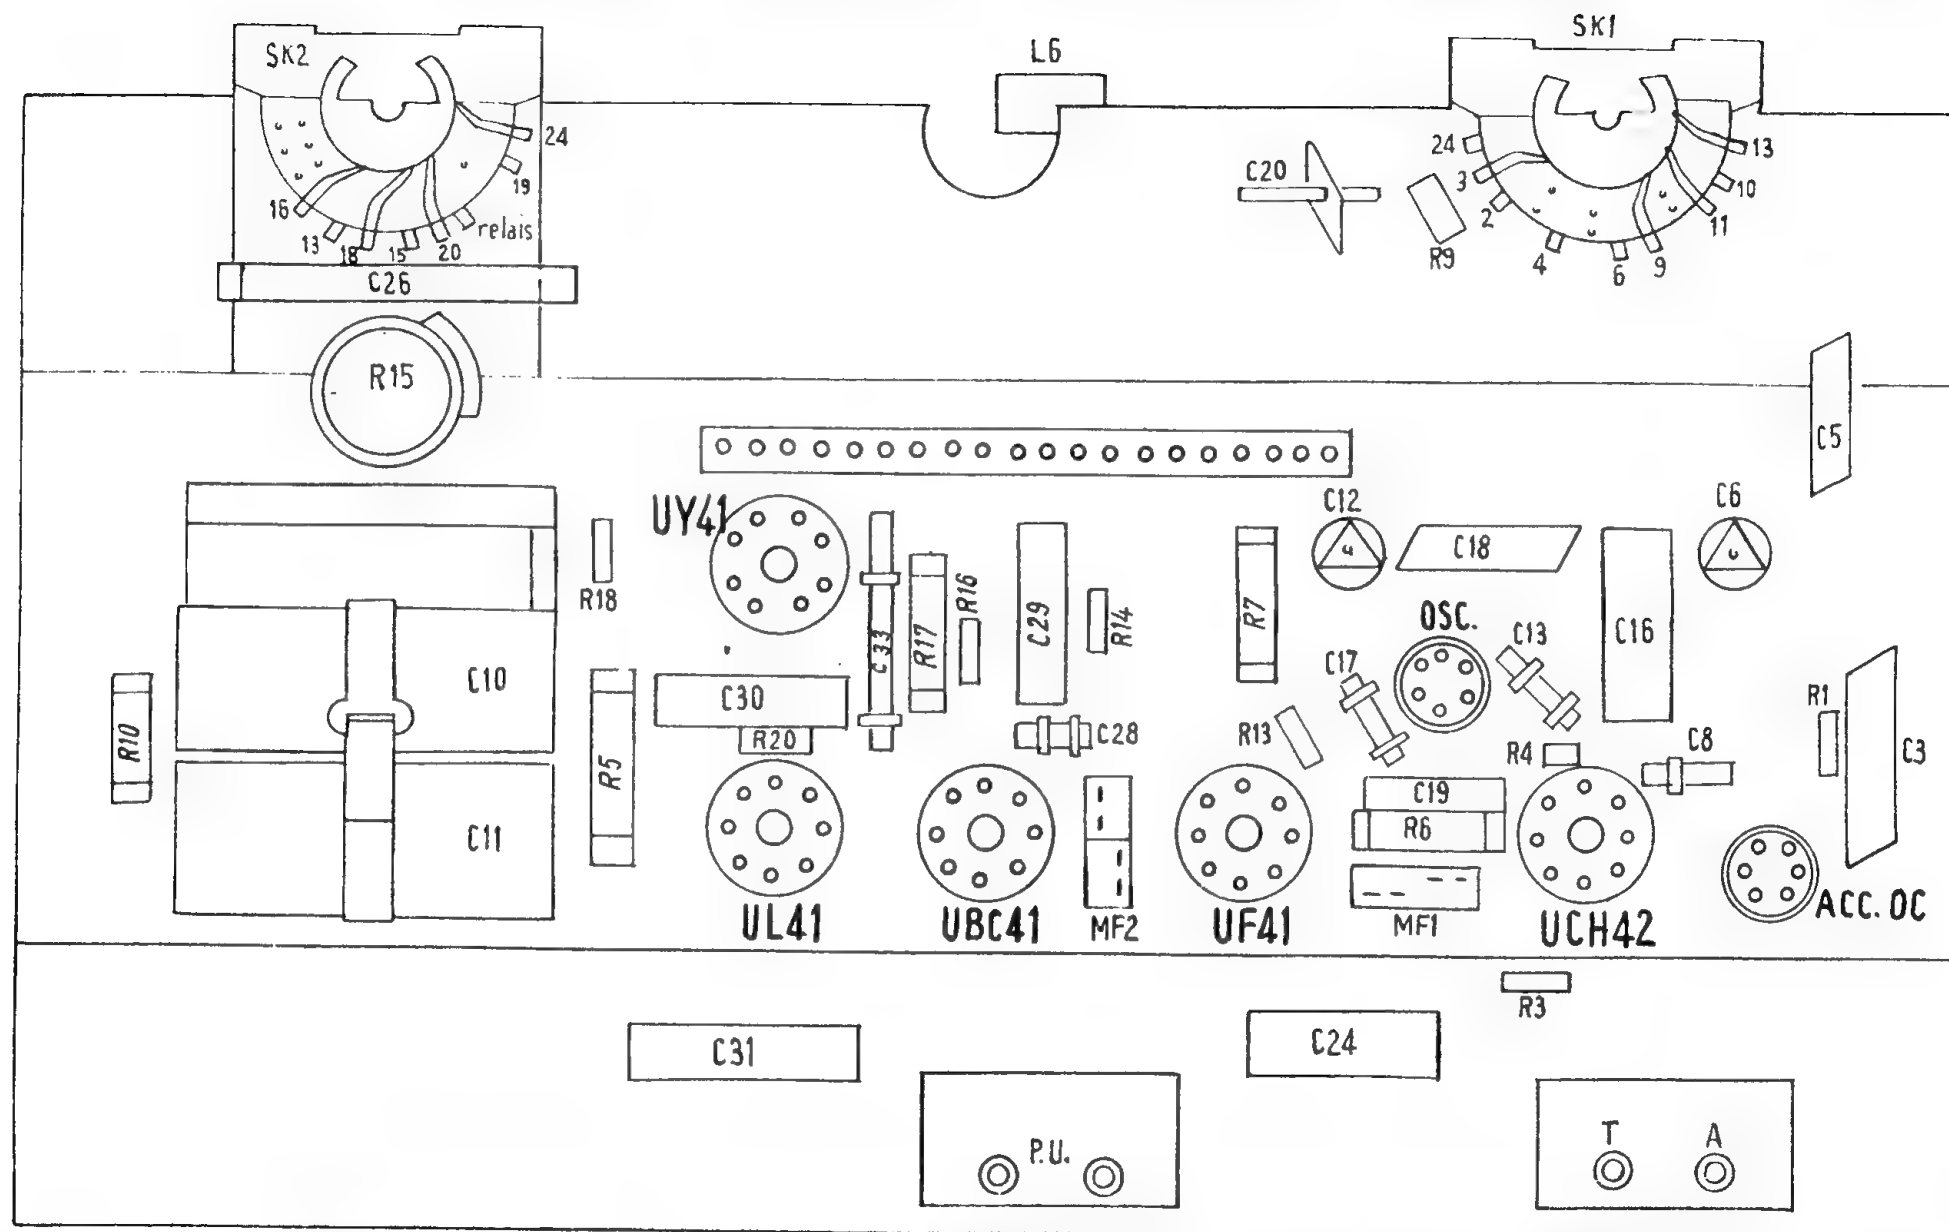 SK1
SK2
L6
24
19
relais
20
15
18
13
16
C26
C20
R9
24
3
2
4
6
9
11
10
13
R15
C5
UY41
C12
C6
R18
C33
R17
R16
C29
R14
R7
C18
OSC.
C13
C16
C17
C10
C30
R20
R10
R5
C28
R13
R4
C8
R1
C3
C11
C19
R6
UL41
UBC41
MF2
UF41
MF1
UCH42
ACC. OC
R3
C31
C24
P.U.
T
A